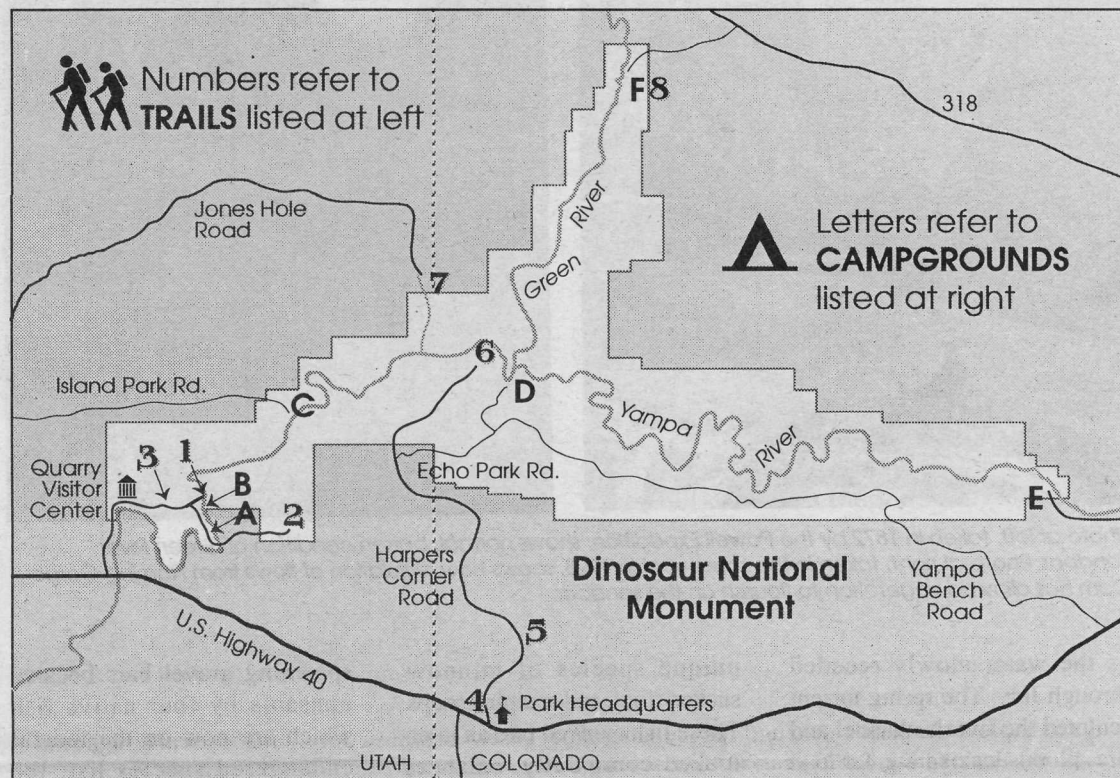 Numbers refer to
TRAILS listed at left
F
8
318
Jones Hole
Road
River
Green
Letters refer to
CAMPGROUNDS
listed at right
7
6
D
Island Park Rd.
C
Yampa
River
3
1
Quarry
Visitor
Center
B
A
2
Echo Park Rd.
E
Harpers
Corner
Road
Dinosaur National
Monument
Yampa
Bench
Road
U.S. Highway 40
5
4
Park Headquarters
UTAH
COLORADO